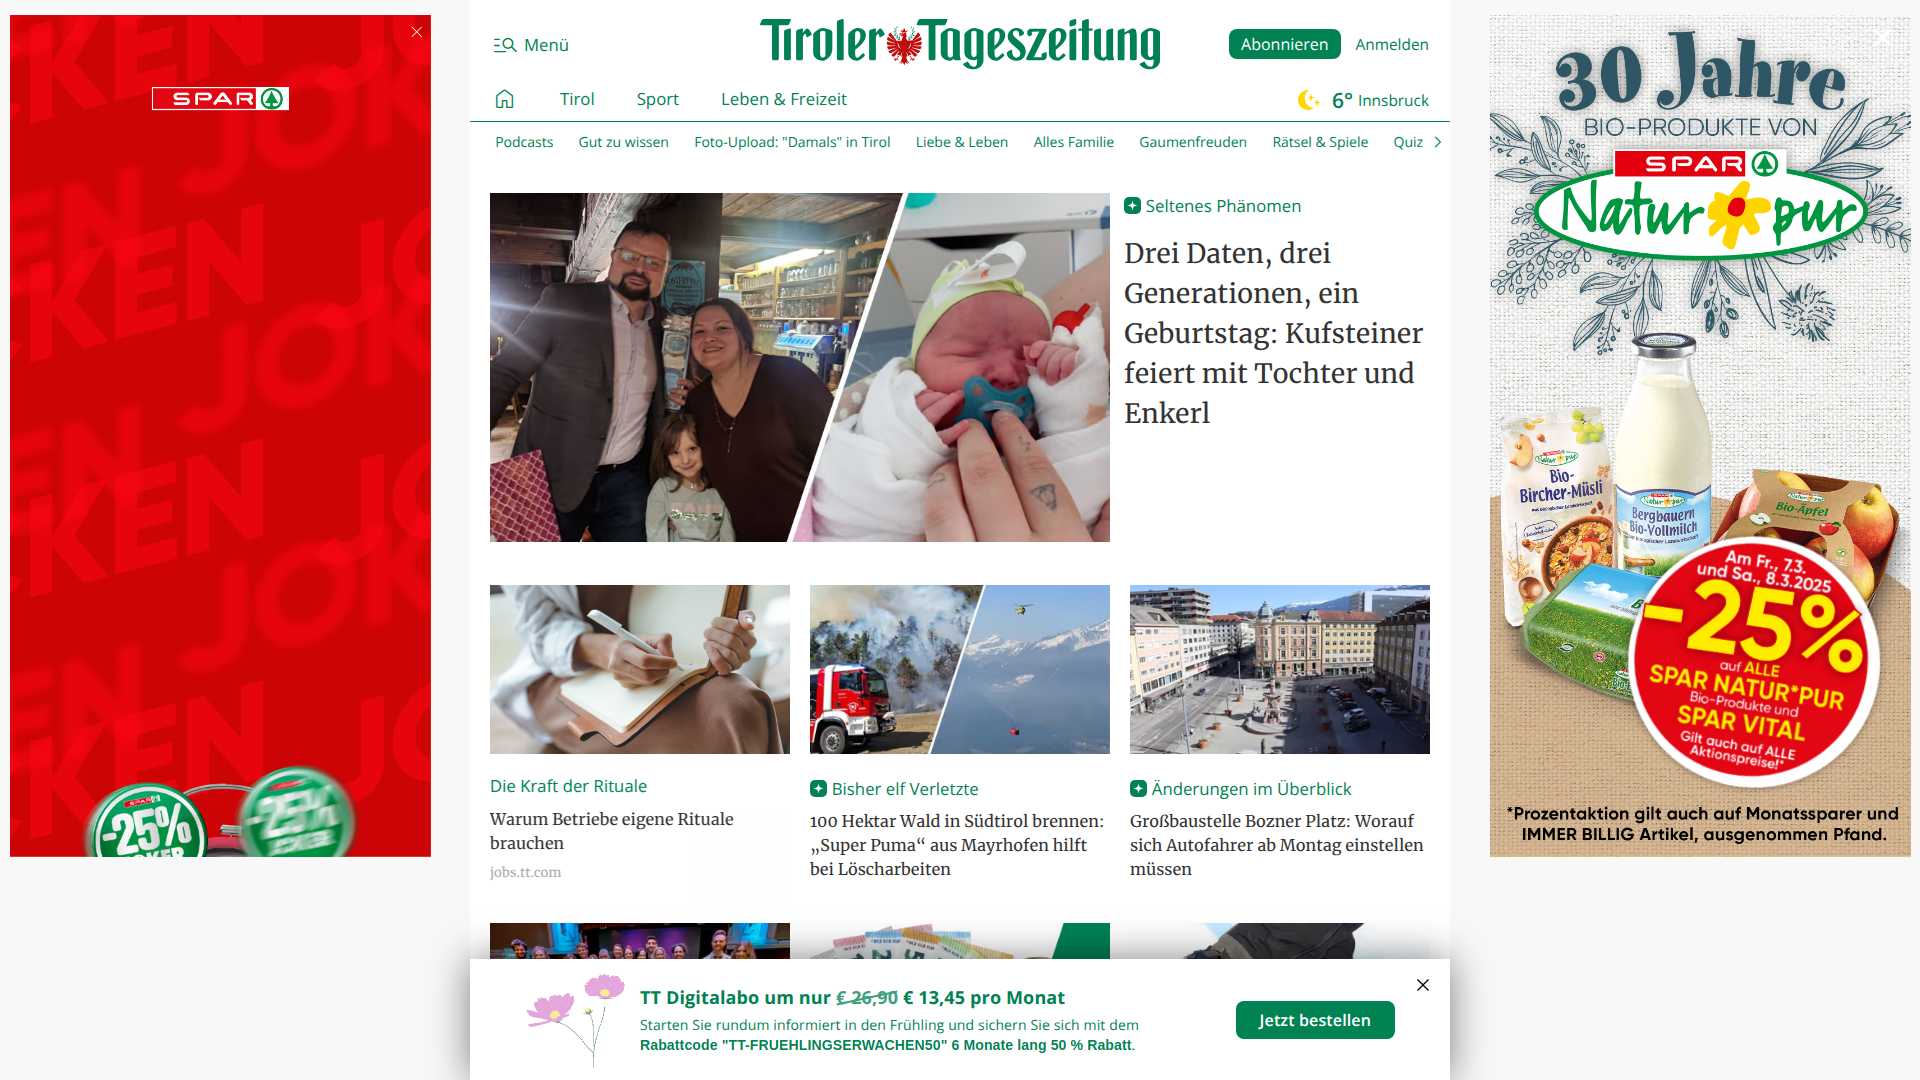 Menü
Tiroler Tageszeitung
Abonnieren
Anmelden
Tirol
Sport
Leben & Freizeit
6° Innsbruck
Podcasts
Gut zu wissen
Foto-Upload: "Damals" in Tirol
Liebe & Leben
Alles Familie
Gaumenfreuden
Rätsel & Spiele
Quiz
SPAR
-25%
30 Jahre
BIO-PRODUKTE VON
SPAR
Natur pur
Bio-
Bircher-Müsli
Bergbauern
Bio-Vollmilch
Bio-Äpfel
Am Fr., 7.3.
und Sa., 8.3.2025
-25%
auf ALLE
SPAR NATUR*PUR
Bio-Produkte und
SPAR VITAL
Gilt auch auf ALLE
Aktionspreise!*
*Prozentaktion gilt auch auf Monatssparer und
IMMER BILLIG Artikel, ausgenommen Pfand.
Seltenes Phänomen
Drei Daten, drei
Generationen, ein
Geburtstag: Kufsteiner
feiert mit Tochter und
Enkerl
Die Kraft der Rituale
Warum Betriebe eigene Rituale
brauchen
jobs.tt.com
Bisher elf Verletzte
100 Hektar Wald in Südtirol brennen:
„Super Puma“ aus Mayrhofen hilft
bei Löscharbeiten
Änderungen im Überblick
Großbaustelle Bozner Platz: Worauf
sich Autofahrer ab Montag einstellen
müssen
TT Digitalabo um nur € 26,90 € 13,45 pro Monat
Starten Sie rundum informiert in den Frühling und sichern Sie sich mit dem
Rabattcode "TT-FRUEHLINGSERWACHEN50" 6 Monate lang 50 % Rabatt.
Jetzt bestellen